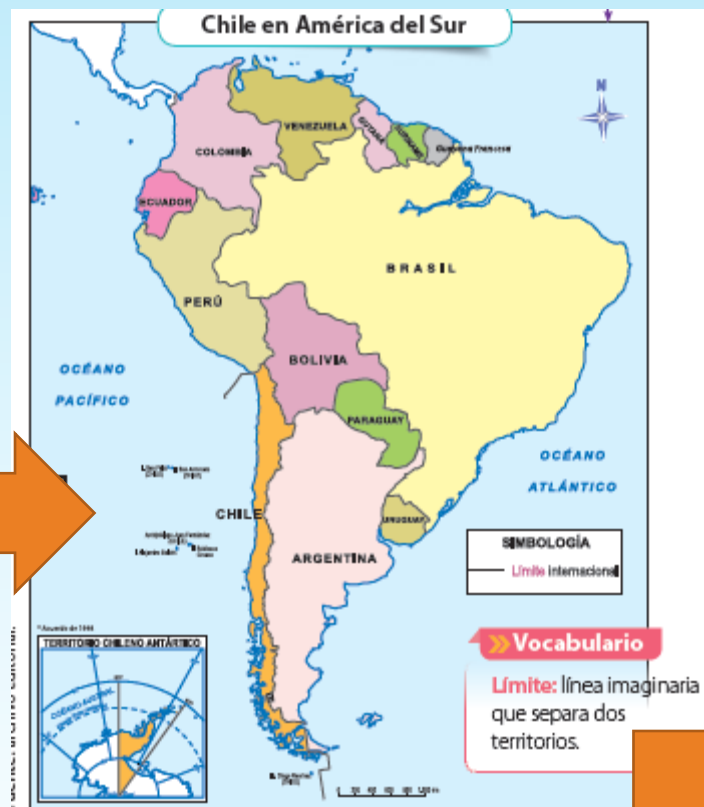 Chile en América del Sur
N
VENEZUELA
COLOMBIA
GUYANA
SURINAME
Guayana Francesa
ECUADOR
BRASIL
PERÚ
BOLIVIA
OCÉANO
PACÍFICO
PARAGUAY
OCÉANO
ATLÁNTICO
CHILE
URUGUAY
ARGENTINA
SIMBOLOGÍA
Límite internacional
TERRITORIO CHILENO ANTÁRTICO
Vocabulario
Límite: línea imaginaria
que separa dos
territorios.